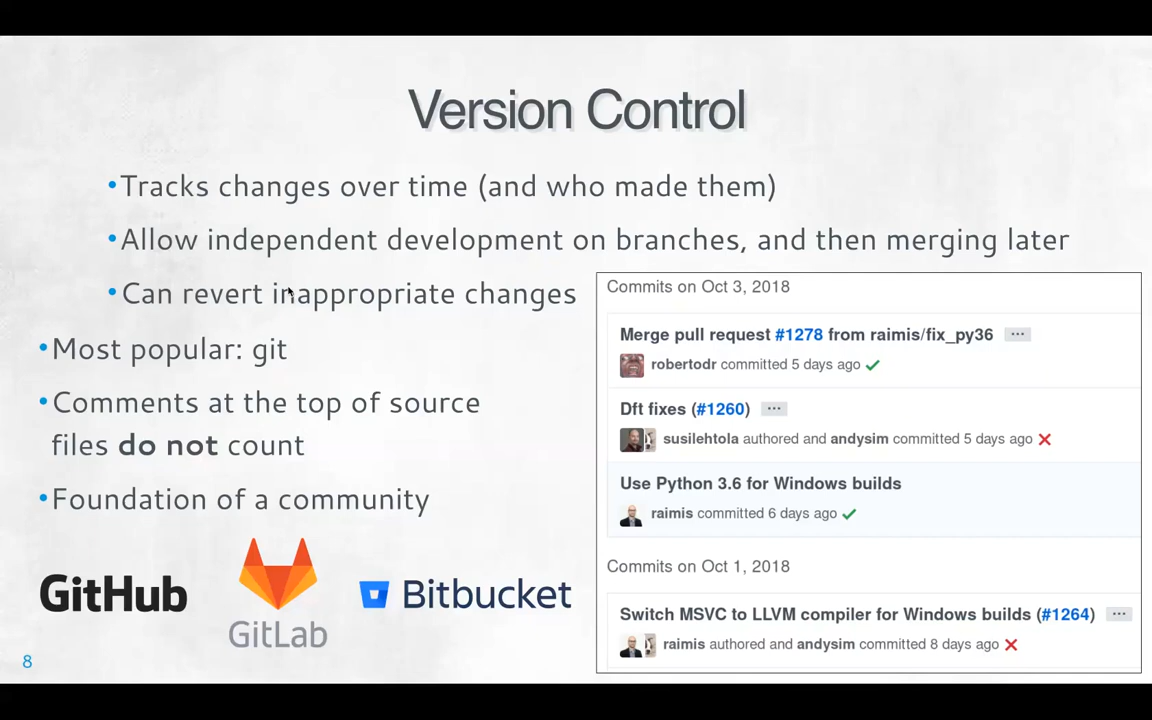 Version Control
•Tracks changes over time (and who made them)
•Allow independent development on branches, and then merging later
•Can revert inappropriate changes
•Most popular: git
•Comments at the top of source
files do not count
•Foundation of a community
GitHub
GitLab
Bitbucket
8
Commits on Oct 3, 2018
Merge pull request #1278 from raimis/fix_py36 ...
robertodr committed 5 days ago ✓
Dft fixes (#1260) ...
susilehtola authored and andysim committed 5 days ago ✕
Use Python 3.6 for Windows builds
raimis committed 6 days ago ✓
Commits on Oct 1, 2018
Switch MSVC to LLVM compiler for Windows builds (#1264) ...
raimis authored and andysim committed 8 days ago ✕